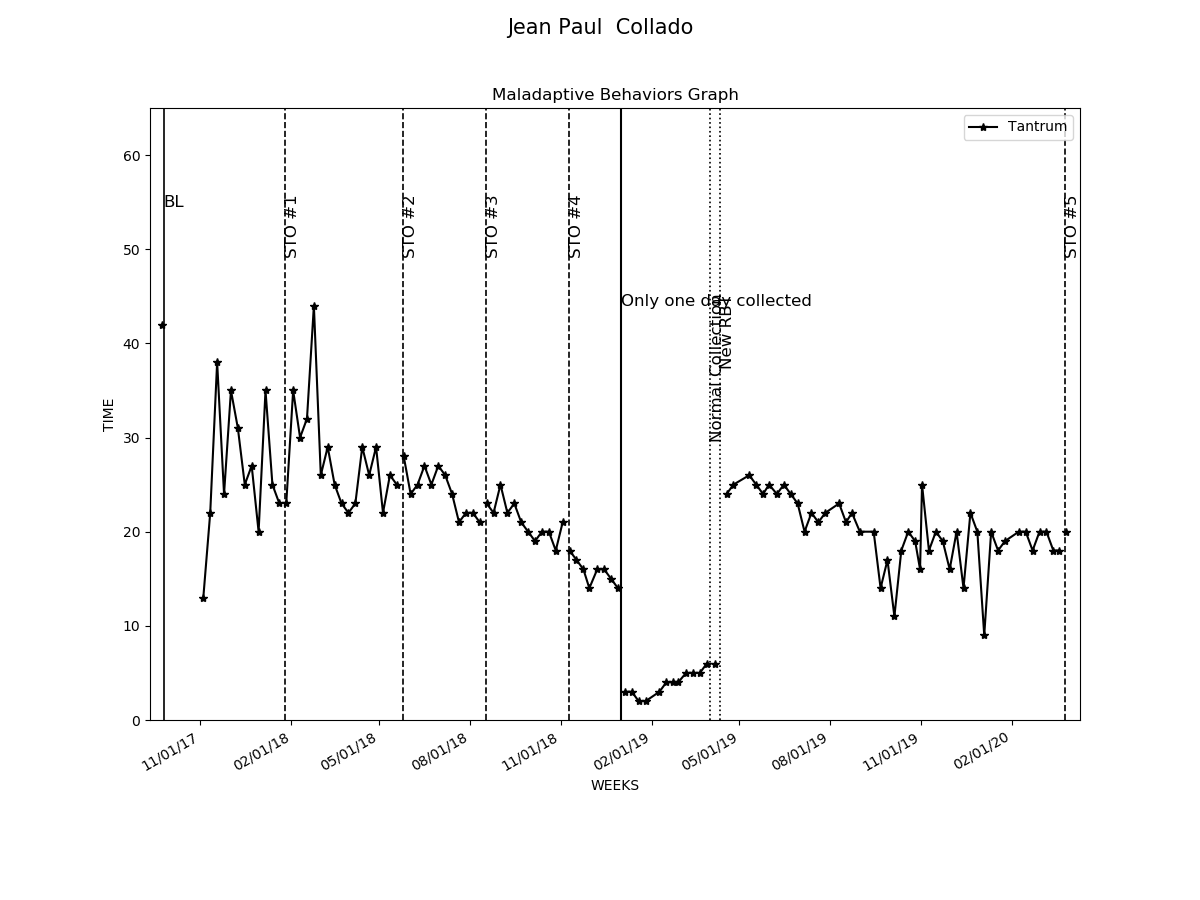 Jean Paul  Collado
Maladaptive Behaviors Graph
Tantrum
60
50
40
30
20
10
0
TIME
BL
STO #1
STO #2
STO #3
STO #4
Only one day collected
Normal Collection
New RBT
STO #5
11/01/17
02/01/18
05/01/18
08/01/18
11/01/18
02/01/19
05/01/19
08/01/19
11/01/19
02/01/20
WEEKS